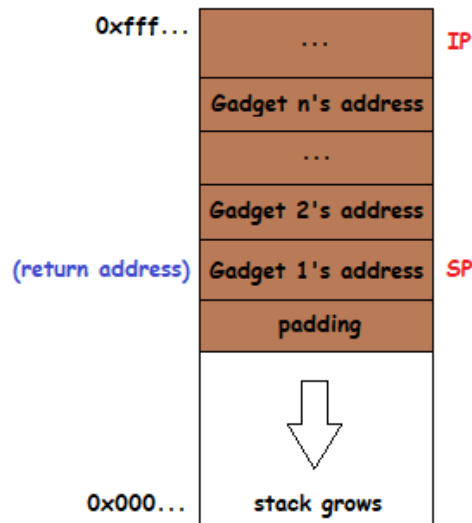 0xfff... ... IP
Gadget n's address
...
Gadget 2's address
(return address) Gadget 1's address SP
padding
0x000... stack grows